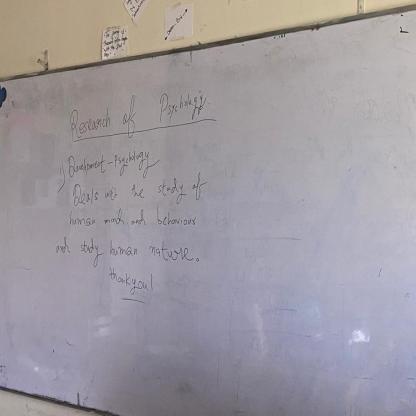 Research of Psychology
1) Development-Psychology
Deals with the study of
human mind and behaviour
and study human nature.
thankyou!